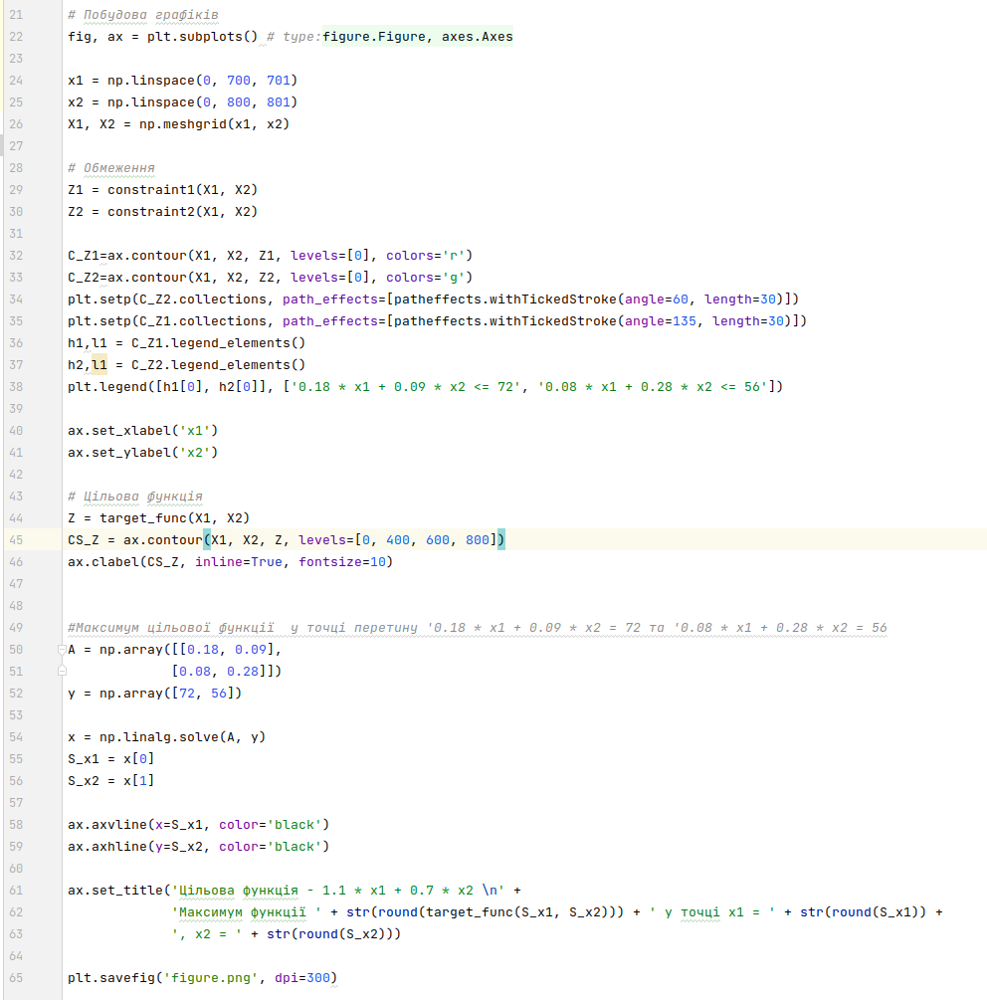 21 # Побудова графіків
22 fig, ax = plt.subplots() # type:figure.Figure, axes.Axes
23
24 x1 = np.linspace(0, 700, 701)
25 x2 = np.linspace(0, 800, 801)
26 X1, X2 = np.meshgrid(x1, x2)
27
28 # Обмеження
29 Z1 = constraint1(X1, X2)
30 Z2 = constraint2(X1, X2)
31
32 C_Z1=ax.contour(X1, X2, Z1, levels=[0], colors='r')
33 C_Z2=ax.contour(X1, X2, Z2, levels=[0], colors='g')
34 plt.setp(C_Z2.collections, path_effects=[patheffects.withTickedStroke(angle=60, length=30)])
35 plt.setp(C_Z1.collections, path_effects=[patheffects.withTickedStroke(angle=135, length=30)])
36 h1,l1 = C_Z1.legend_elements()
37 h2,l1 = C_Z2.legend_elements()
38 plt.legend([h1[0], h2[0]], ['0.18 * x1 + 0.09 * x2 <= 72', '0.08 * x1 + 0.28 * x2 <= 56'])
39
40 ax.set_xlabel('x1')
41 ax.set_ylabel('x2')
42
43 # Цільова функція
44 Z = target_func(X1, X2)
45 CS_Z = ax.contour(X1, X2, Z, levels=[0, 400, 600, 800])
46 ax.clabel(CS_Z, inline=True, fontsize=10)
47
48
49 #Максимум цільової функції  у точці перетину '0.18 * x1 + 0.09 * x2 = 72 та '0.08 * x1 + 0.28 * x2 = 56
50 A = np.array([[0.18, 0.09],
51 [0.08, 0.28]])
52 y = np.array([72, 56])
53
54 x = np.linalg.solve(A, y)
55 S_x1 = x[0]
56 S_x2 = x[1]
57
58 ax.axvline(x=S_x1, color='black')
59 ax.axhline(y=S_x2, color='black')
60
61 ax.set_title('Цільова функція - 1.1 * x1 + 0.7 * x2 \n' +
62 'Максимум функції ' + str(round(target_func(S_x1, S_x2))) + ' у точці x1 = ' + str(round(S_x1)) +
63 ', x2 = ' + str(round(S_x2)))
64
65 plt.savefig('figure.png', dpi=300)